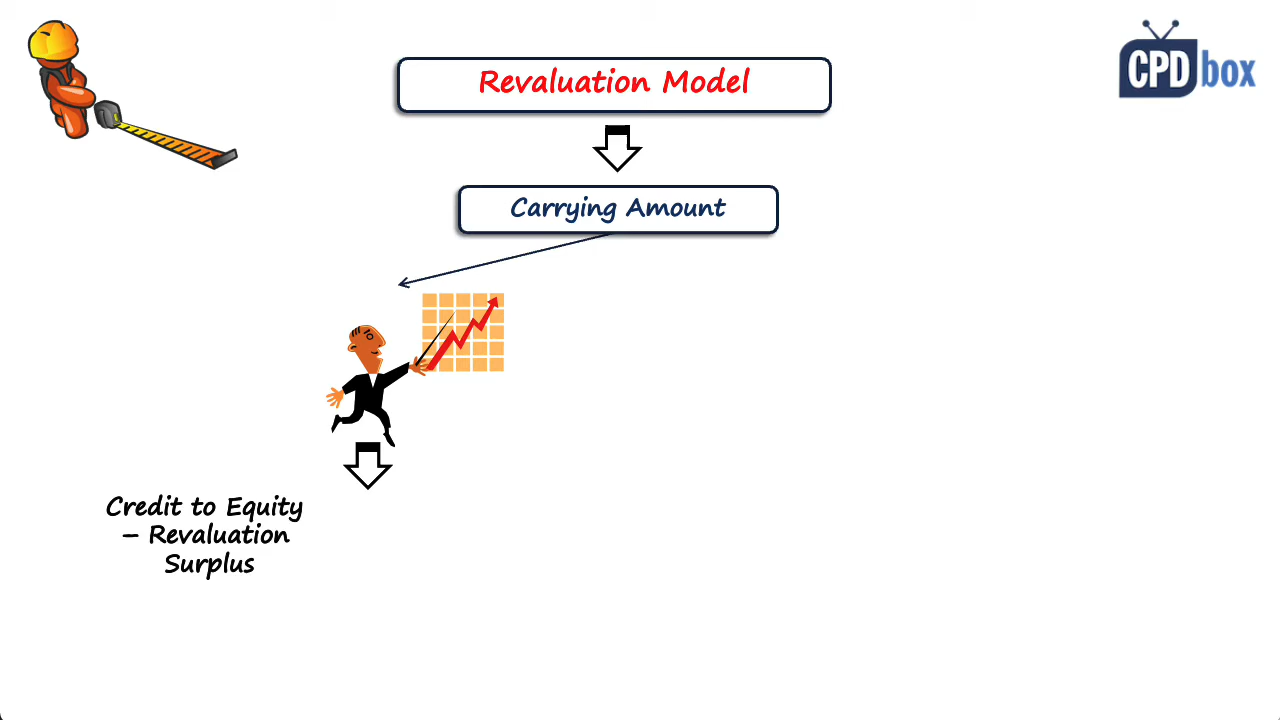 Revaluation Model
CPD box
Carrying Amount
Credit to Equity
– Revaluation
Surplus